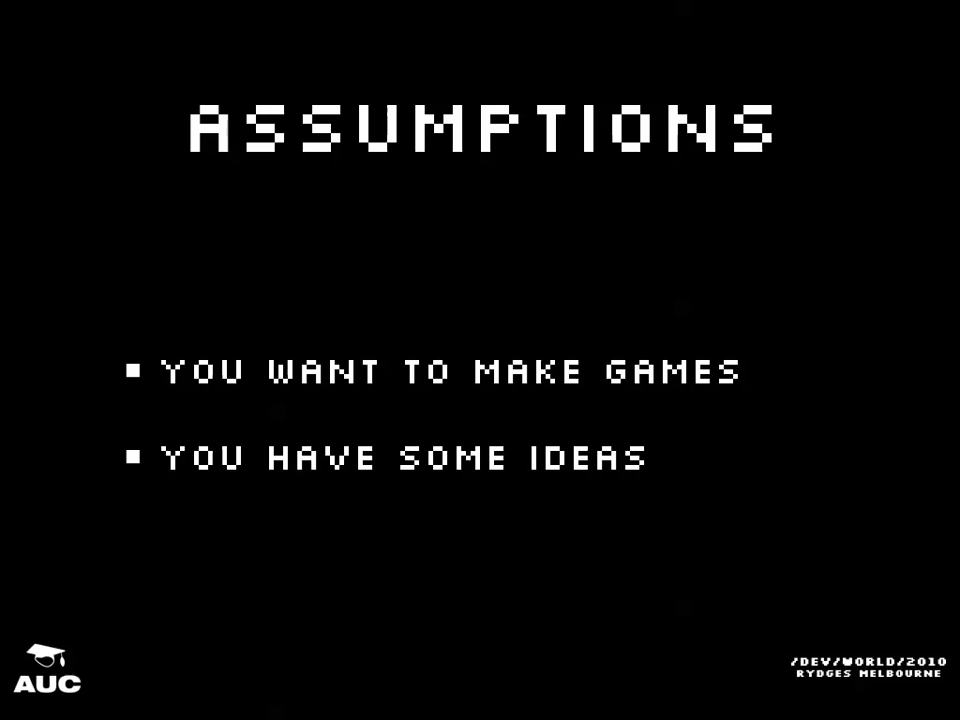 ASSUMPTIONS
▪ YOU WANT TO MAKE GAMES
▪ YOU HAVE SOME IDEAS
AUC
/DEV/WORLD/2010
RYDGES MELBOURNE